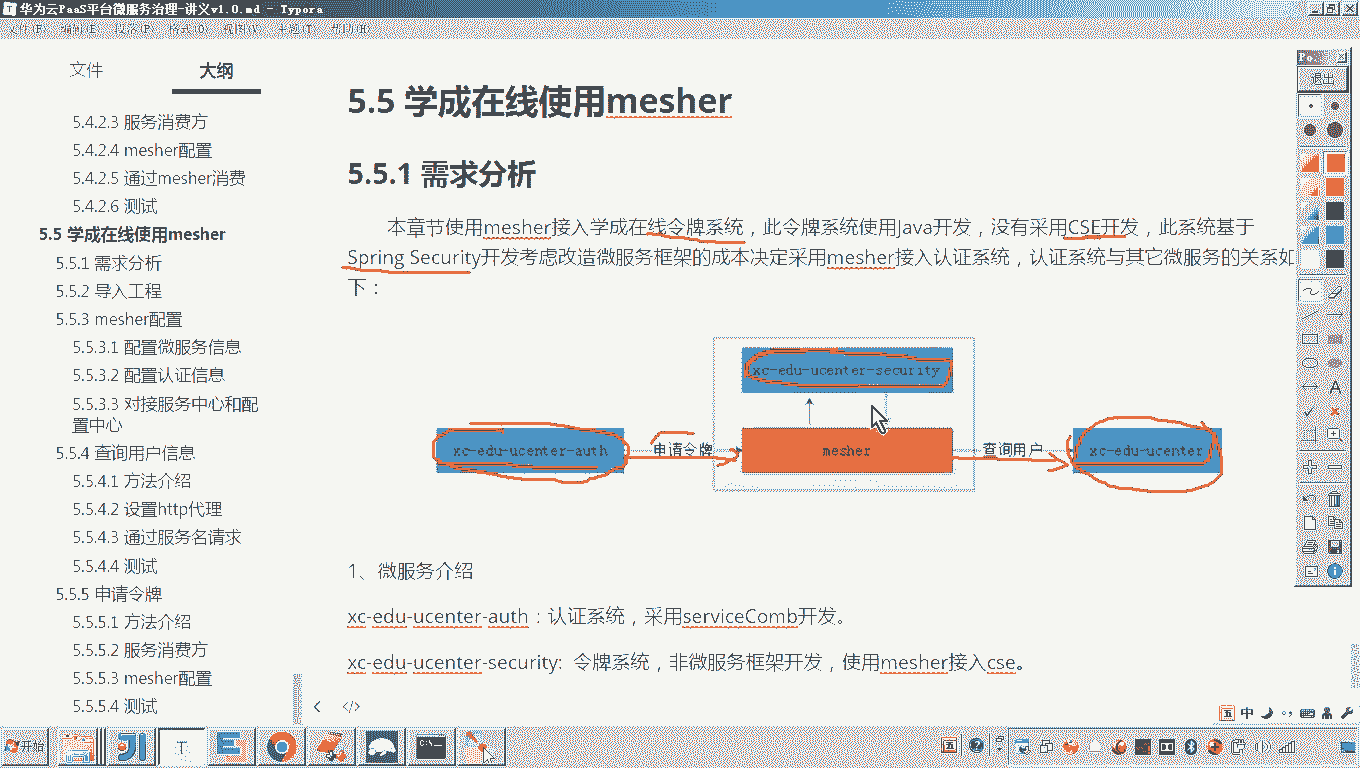 华为云PaaS平台微服务治理-讲义v1.0.md - Typora
文件(F) 编辑(E) 段落(P) 格式(O) 视图(V) 主题(T) 帮助(H)
文件
大纲
5.4.2.3 服务消费方
5.4.2.4 mesher配置
5.4.2.5 通过mesher消费
5.4.2.6 测试
5.5 学成在线使用mesher
5.5.1 需求分析
5.5.2 导入工程
5.5.3 mesher配置
5.5.3.1 配置微服务信息
5.5.3.2 配置认证信息
5.5.3.3 对接服务中心和配
置中心
5.5.4 查询用户信息
5.5.4.1 方法介绍
5.5.4.2 设置http代理
5.5.4.3 通过服务名请求
5.5.4.4 测试
5.5.5 申请令牌
5.5.5.1 方法介绍
5.5.5.2 服务消费方
5.5.5.3 mesher配置
5.5.5.4 测试
5.5 学成在线使用mesher
5.5.1 需求分析
本章节使用mesher接入学成在线令牌系统，此令牌系统使用Java开发，没有采用CSE开发，此系统基于
Spring Security开发考虑改造微服务框架的成本决定采用mesher接入认证系统，认证系统与其它微服务的关系如
下：
xc-edu-ucenter-security
xc-edu-ucenter-auth
申请令牌
mesher
查询用户
xc-edu-ucenter
1、微服务介绍
xc-edu-ucenter-auth：认证系统，采用serviceComb开发。
xc-edu-ucenter-security: 令牌系统，非微服务框架开发，使用mesher接入cse。
退出
A
中
开始